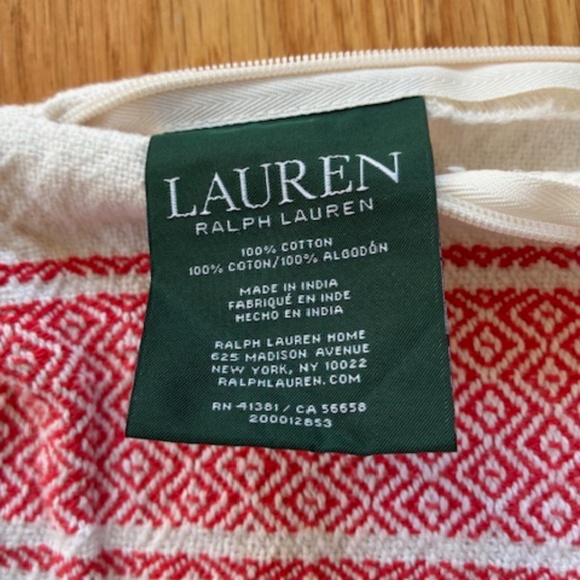 LAUREN
RALPH LAUREN
100% COTTON
100% COTON/100% ALGODÓN
MADE IN INDIA
FABRIQUÉ EN INDE
HECHO EN INDIA
RALPH LAUREN HOME
625 MADISON AVENUE
NEW YORK, NY 10022
RALPHLAUREN.COM
RN 41381 / CA 56658
200012853